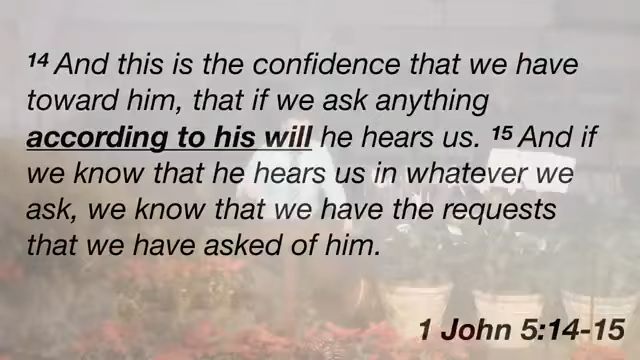 14 And this is the confidence that we have
toward him, that if we ask anything
according to his will he hears us. 15 And if
we know that he hears us in whatever we
ask, we know that we have the requests
that we have asked of him.
1 John 5:14-15